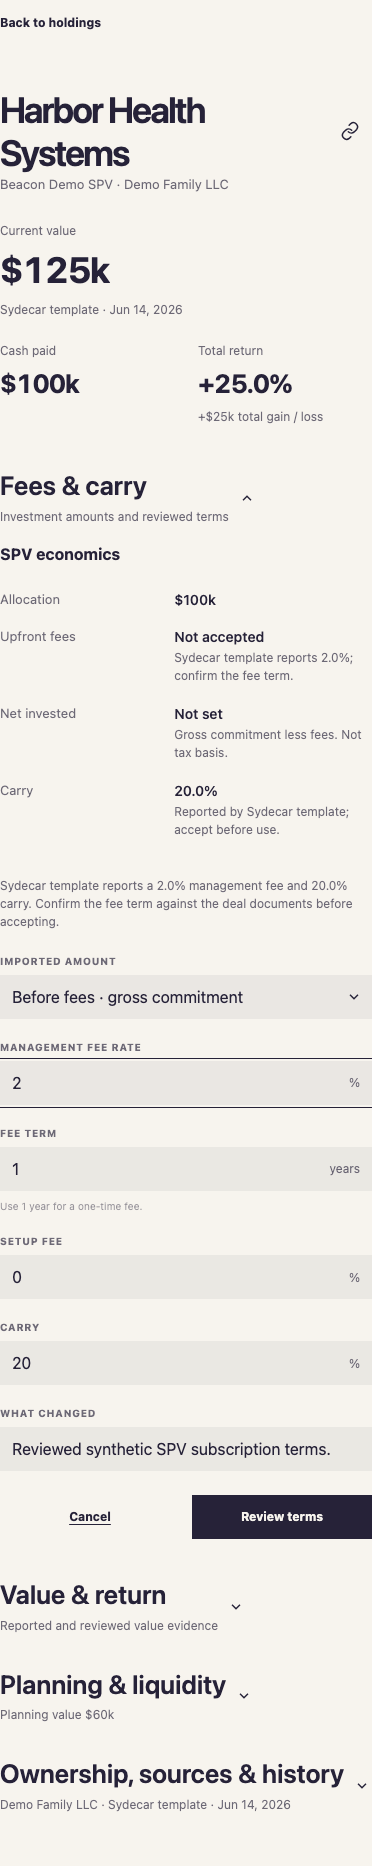 Back to holdings
Harbor Health
Systems
Beacon Demo SPV · Demo Family LLC
Current value
$125k
Sydecar template · Jun 14, 2026
Cash paid
Total return
$100k
+25.0%
+$25k total gain / loss
Fees & carry
Investment amounts and reviewed terms
SPV economics
Allocation
$100k
Upfront fees
Not accepted
Sydecar template reports 2.0%;
confirm the fee term.
Net invested
Not set
Gross commitment less fees. Not
tax basis.
Carry
20.0%
Reported by Sydecar template;
accept before use.
Sydecar template reports a 2.0% management fee and 20.0%
carry. Confirm the fee term against the deal documents before
accepting.
IMPORTED AMOUNT
Before fees · gross commitment
MANAGEMENT FEE RATE
2 %
FEE TERM
1 years
Use 1 year for a one-time fee.
SETUP FEE
0 %
CARRY
20 %
WHAT CHANGED
Reviewed synthetic SPV subscription terms.
Cancel
Review terms
Value & return
Reported and reviewed value evidence
Planning & liquidity
Planning value $60k
Ownership, sources & history
Demo Family LLC · Sydecar template · Jun 14, 2026